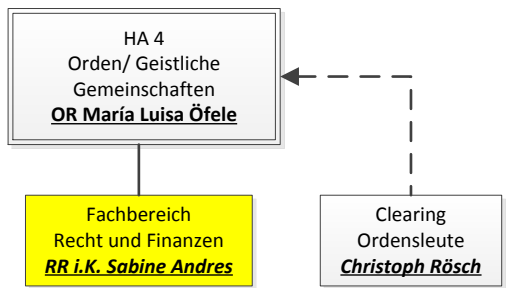 HA 4
Orden/ Geistliche
Gemeinschaften
OR María Luisa Öfele
Fachbereich
Recht und Finanzen
RR i.K. Sabine Andres
Clearing
Ordensleute
Christoph Rösch